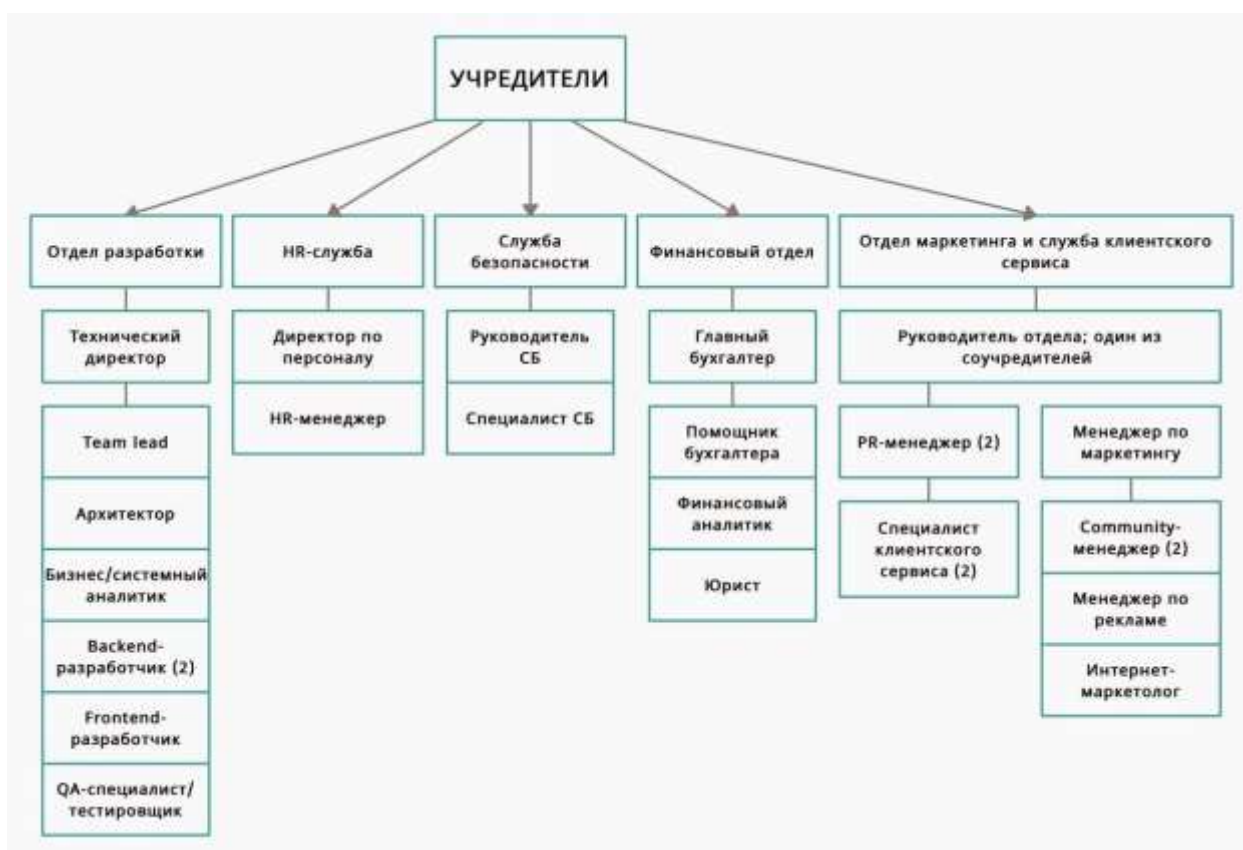 УЧРЕДИТЕЛИ
Отдел разработки
HR-служба
Служба
безопасности
Финансовый отдел
Отдел маркетинга и служба клиентского
сервиса
Технический
директор
Директор по
персоналу
Руководитель
СБ
Главный
бухгалтер
Руководитель отдела; один из
соучредителей
Team lead
HR-менеджер
Специалист СБ
Помощник
бухгалтера
PR-менеджер (2)
Менеджер по
маркетингу
Архитектор
Финансовый
аналитик
Специалист
клиентского
сервиса (2)
Community-
менеджер (2)
Бизнес/системный
аналитик
Юрист
Менеджер по
рекламе
Backend-
разработчик (2)
Интернет-
маркетолог
Frontend-
разработчик
QA-специалист/
тестировщик